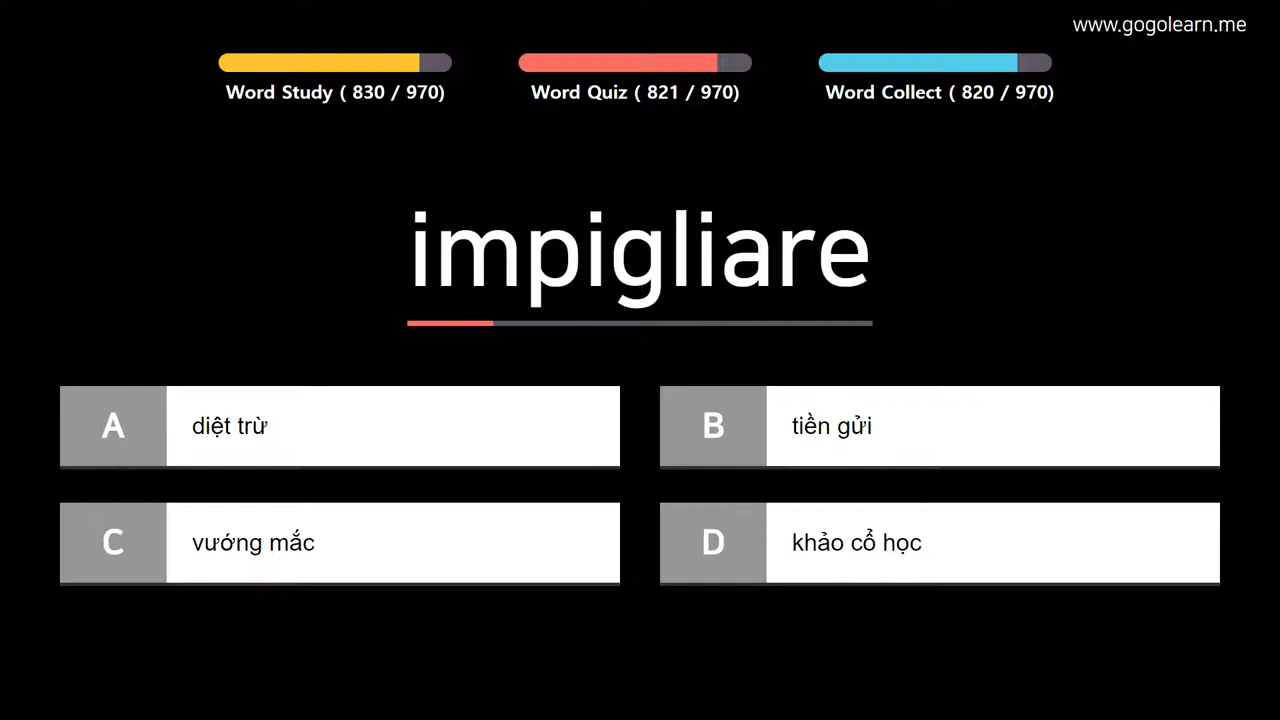 www.gogolearn.me
Word Study ( 830 / 970)
Word Quiz ( 821 / 970)
Word Collect ( 820 / 970)
impigliare
A diệt trừ
B tiền gửi
C vướng mắc
D khảo cổ học